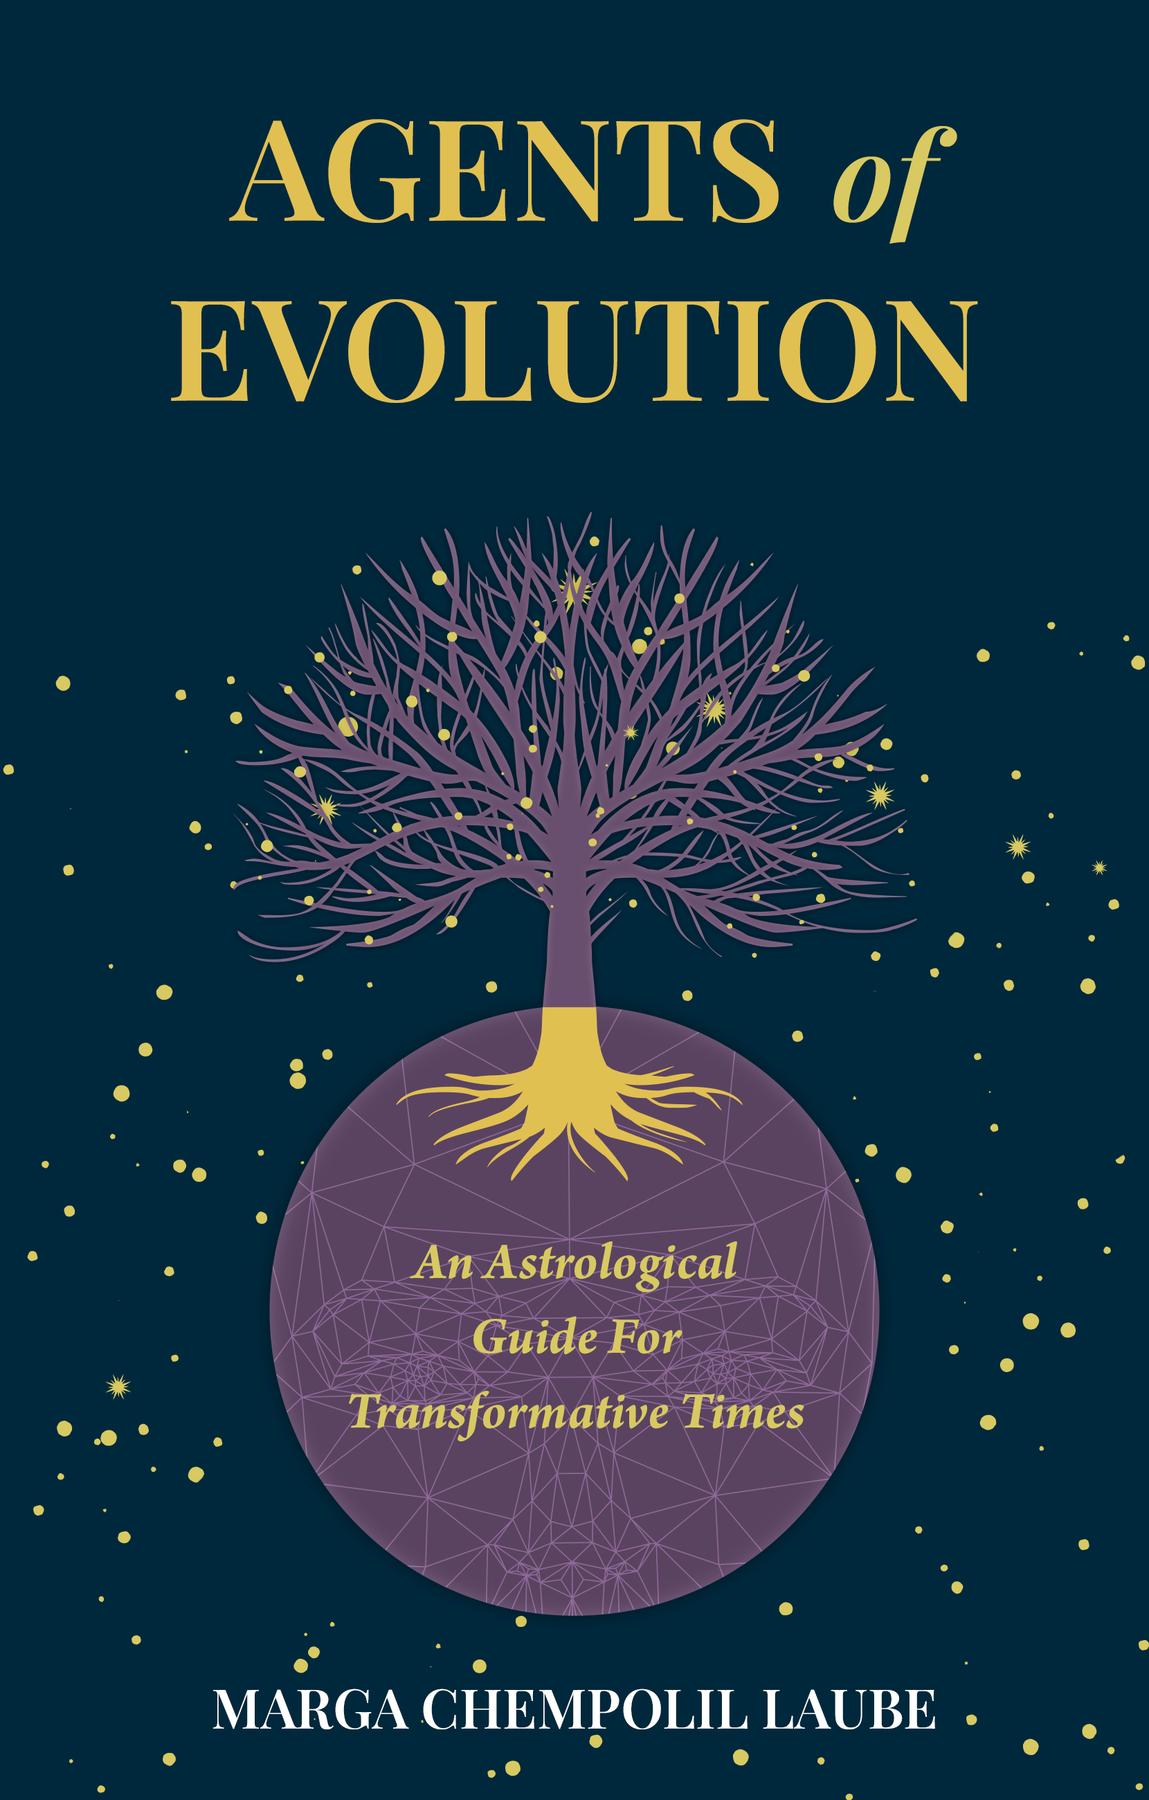 AGENTS of
EVOLUTION
An Astrological
Guide For
Transformative Times
MARGA CHEMPOLIL LAUBE